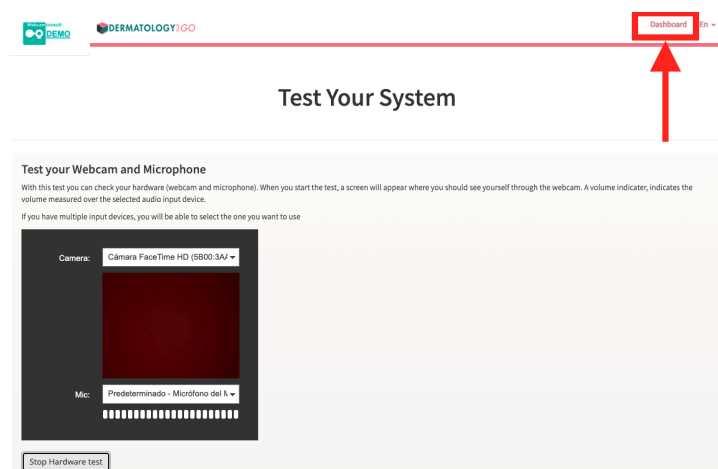 Webcamconsult
DEMO
DERMATOLOGY2GO
Dashboard
En
Test Your System
Test your Webcam and Microphone
With this test you can check your hardware (webcam and microphone). When you start the test, a screen will appear where you should see yourself through the webcam. A volume indicater, indicates the
volume measured over the selected audio input device.
If you have multiple input devices, you will be able to select the one you want to use
Camera: Cámara FaceTime HD (5B00:3AA
Mic: Predeterminado - Micrófono del M
Stop Hardware test